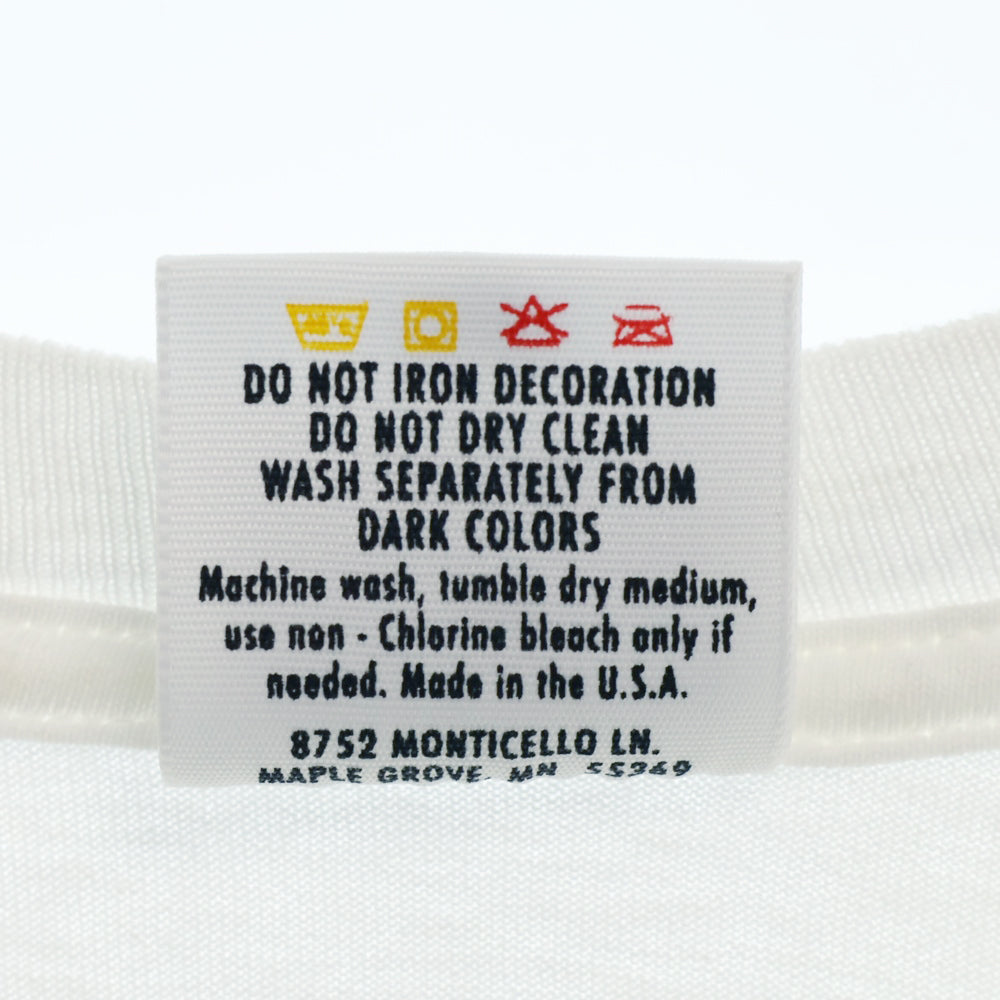 DO NOT IRON DECORATION
DO NOT DRY CLEAN
WASH SEPARATELY FROM
DARK COLORS
Machine wash, tumble dry medium,
use non - Chlorine bleach only if
needed. Made in the U.S.A.
8752 MONTICELLO LN.
MAPLE GROVE, MN 55369